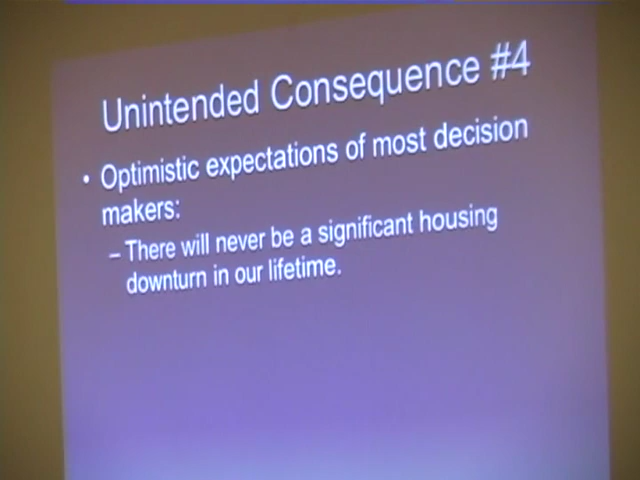 Unintended Consequence #4
• Optimistic expectations of most decision
makers:
– There will never be a significant housing
downturn in our lifetime.